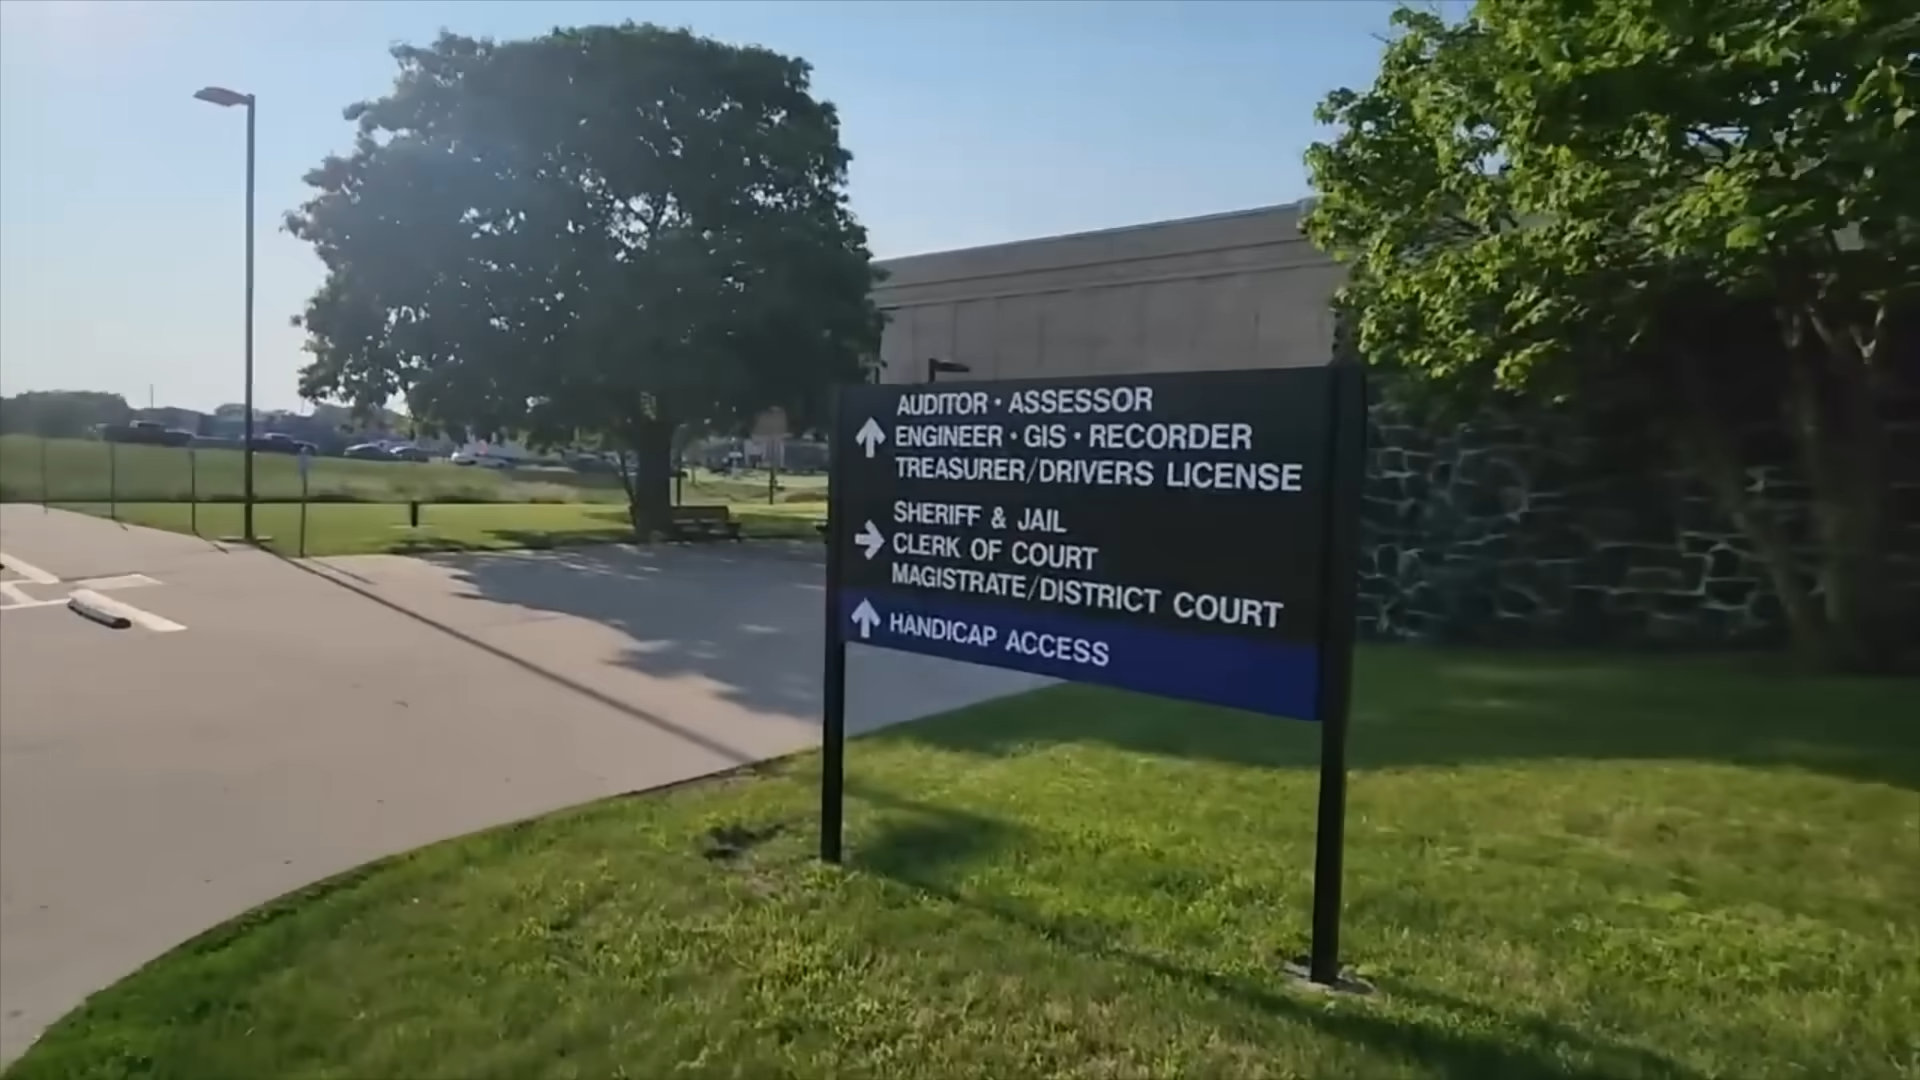 AUDITOR • ASSESSOR
ENGINEER • GIS • RECORDER
TREASURER/DRIVERS LICENSE
SHERIFF & JAIL
CLERK OF COURT
MAGISTRATE/DISTRICT COURT
HANDICAP ACCESS